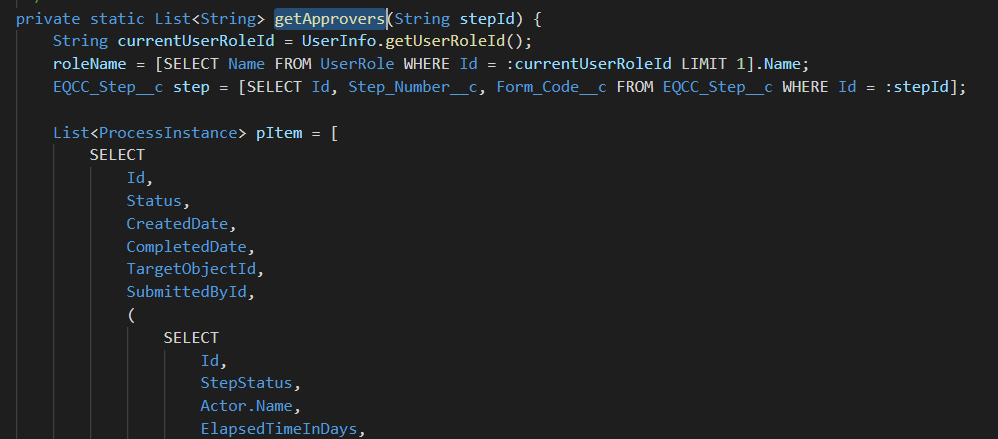 private static List<String> getApprovers(String stepId) {
String currentUserRoleId = UserInfo.getUserRoleId();
roleName = [SELECT Name FROM UserRole WHERE Id = :currentUserRoleId LIMIT 1].Name;
EQCC_Step__c step = [SELECT Id, Step_Number__c, Form_Code__c FROM EQCC_Step__c WHERE Id = :stepId];
List<ProcessInstance> pItem = [
SELECT
Id,
Status,
CreatedDate,
CompletedDate,
TargetObjectId,
SubmittedById,
(
SELECT
Id,
StepStatus,
Actor.Name,
ElapsedTimeInDays,